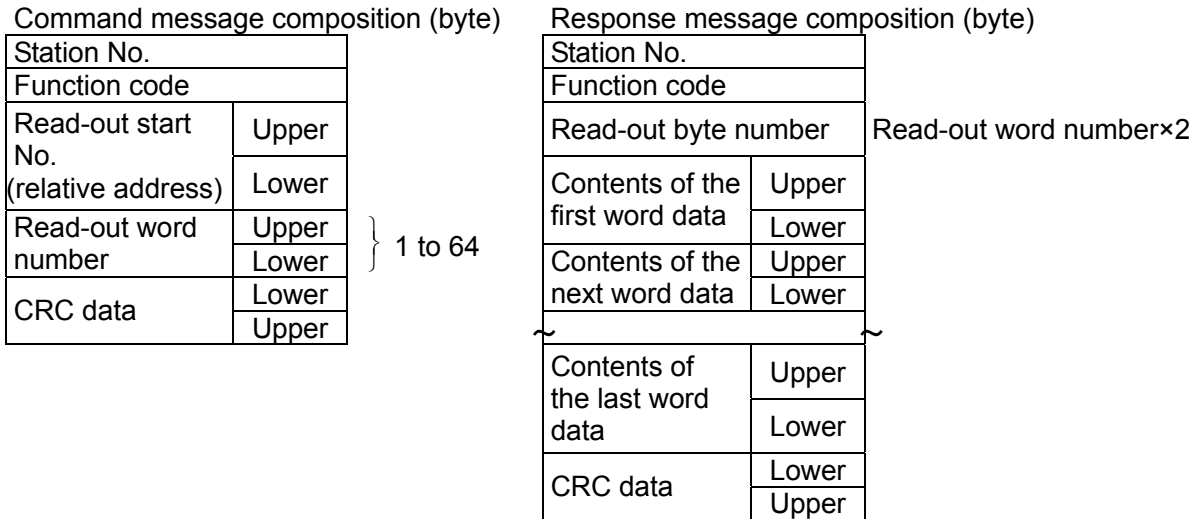 Command message composition (byte)
Station No.
Function code
Read-out start
No.
(relative address)
Upper
Lower
Read-out word
number
Upper
Lower
1 to 64
CRC data
Lower
Upper
Response message composition (byte)
Station No.
Function code
Read-out byte number
Read-out word number×2
Contents of the
first word data
Upper
Lower
Contents of the
next word data
Upper
Lower
~ ~
Contents of
the last word
data
Upper
Lower
CRC data
Lower
Upper